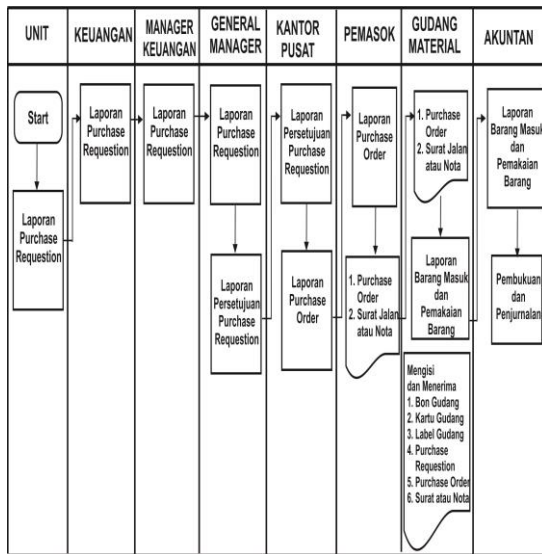 UNIT
KEUANGAN
MANAGER
KEUANGAN
GENERAL
MANAGER
KANTOR
PUSAT
PEMASOK
GUDANG
MATERIAL
AKUNTAN
Start
Laporan
Purchase
Requestion
Laporan
Purchase
Requestion
Laporan
Purchase
Requestion
Laporan
Purchase
Requestion
Laporan
Persetujuan
Purchase
Requestion
Laporan
Persetujuan
Purchase
Requestion
Laporan
Purchase
Order
Laporan
Purchase
Order
1. Purchase
Order
2. Surat Jalan
atau Nota
1. Purchase
Order
2. Surat Jalan
atau Nota
Laporan
Barang Masuk
dan
Pemakaian
Barang
Mengisi
dan Menerima
1. Bon Gudang
2. Kartu Gudang
3. Label Gudang
4. Purchase
Requestion
5. Purchase Order
6. Surat atau Nota
Laporan
Barang Masuk
dan
Pemakaian
Barang
Pembukuan
dan
Penjurnalan